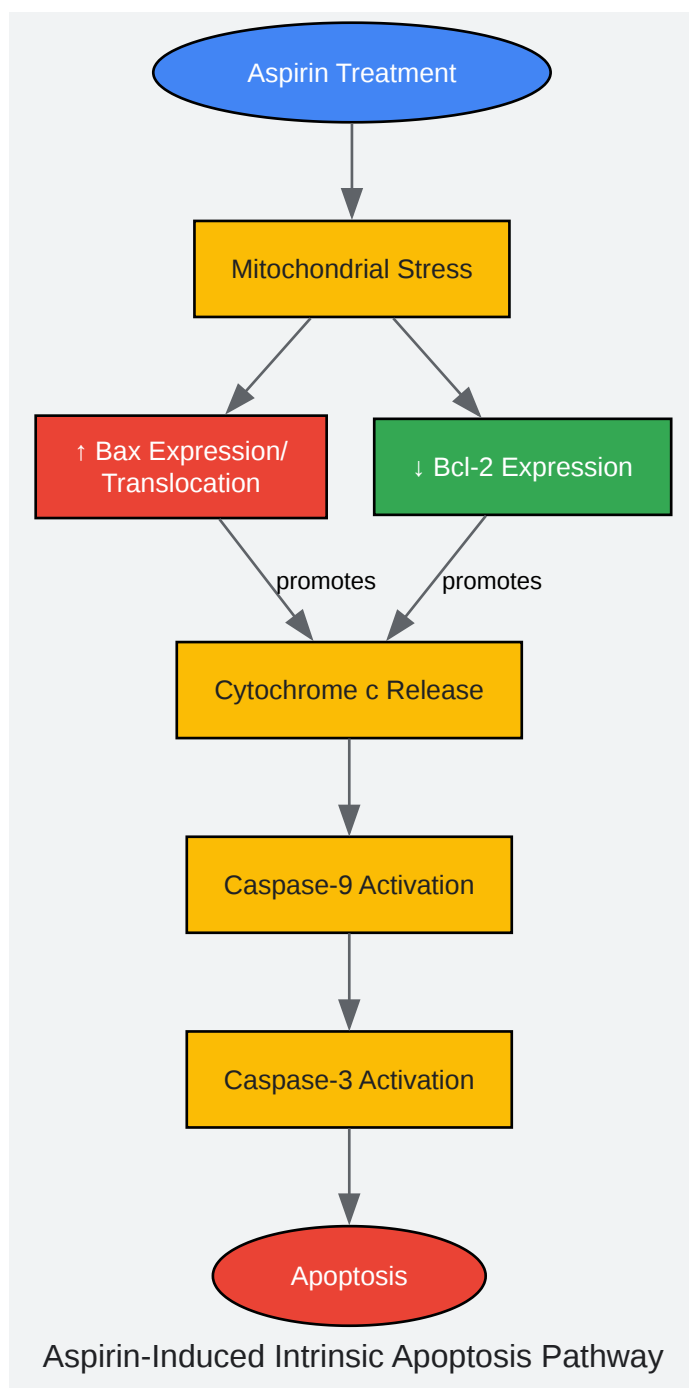 Aspirin Treatment
Mitochondrial Stress
↑ Bax Expression/
Translocation
↓ Bcl-2 Expression
promotes
promotes
Cytochrome c Release
Caspase-9 Activation
Caspase-3 Activation
Apoptosis
Aspirin-Induced Intrinsic Apoptosis Pathway